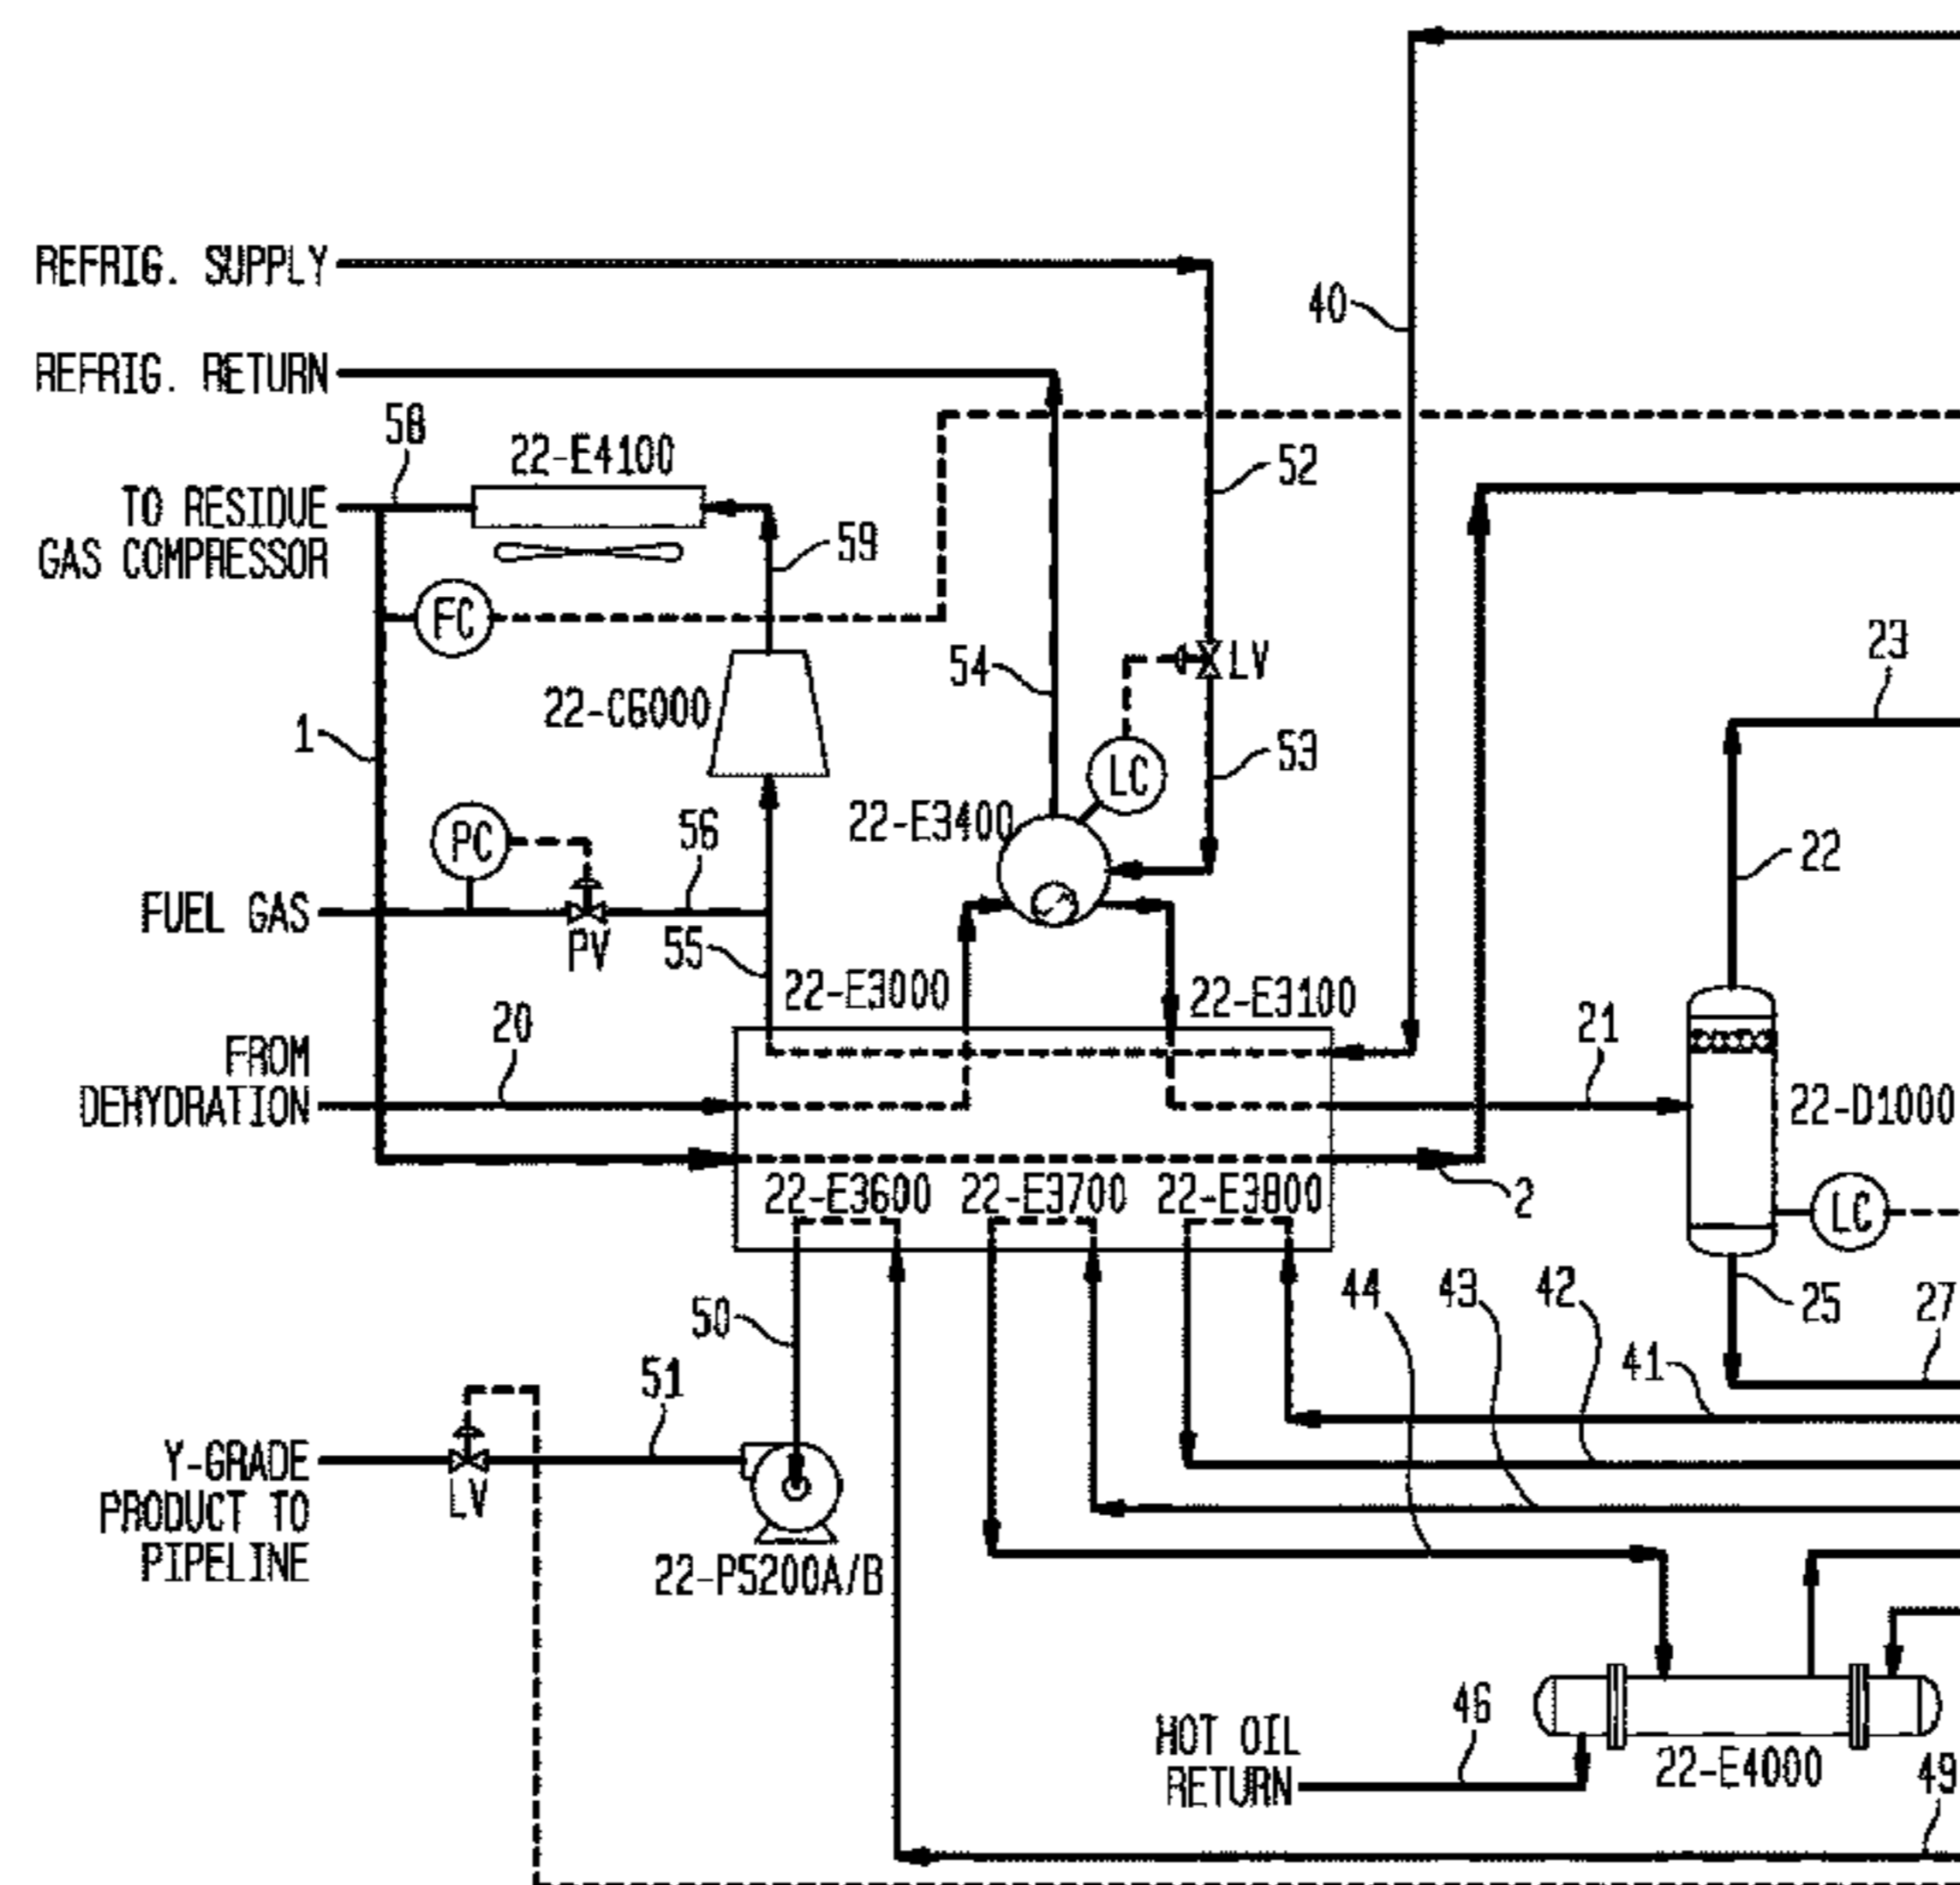 REFRIG. SUPPLY
40
REFRIG. RETURN
58
22-E4100
52
TO RESIDUE
GAS COMPRESSOR
59
FC
23
54
LV
22-C6000
1
LC
53
22-E3400
PC
56
22
FUEL GAS
PV
55
22-E3000
22-E3100
20
21
FROM
DEHYDRATION
22-D1000
22-E3600
22-E3700
22-E3800
2
LC
44
43
42
25
27
50
51
41
Y-GRADE
PRODUCT TO
PIPELINE
LV
22-P5200A/B
46
HOT OIL
RETURN
22-E4000
49